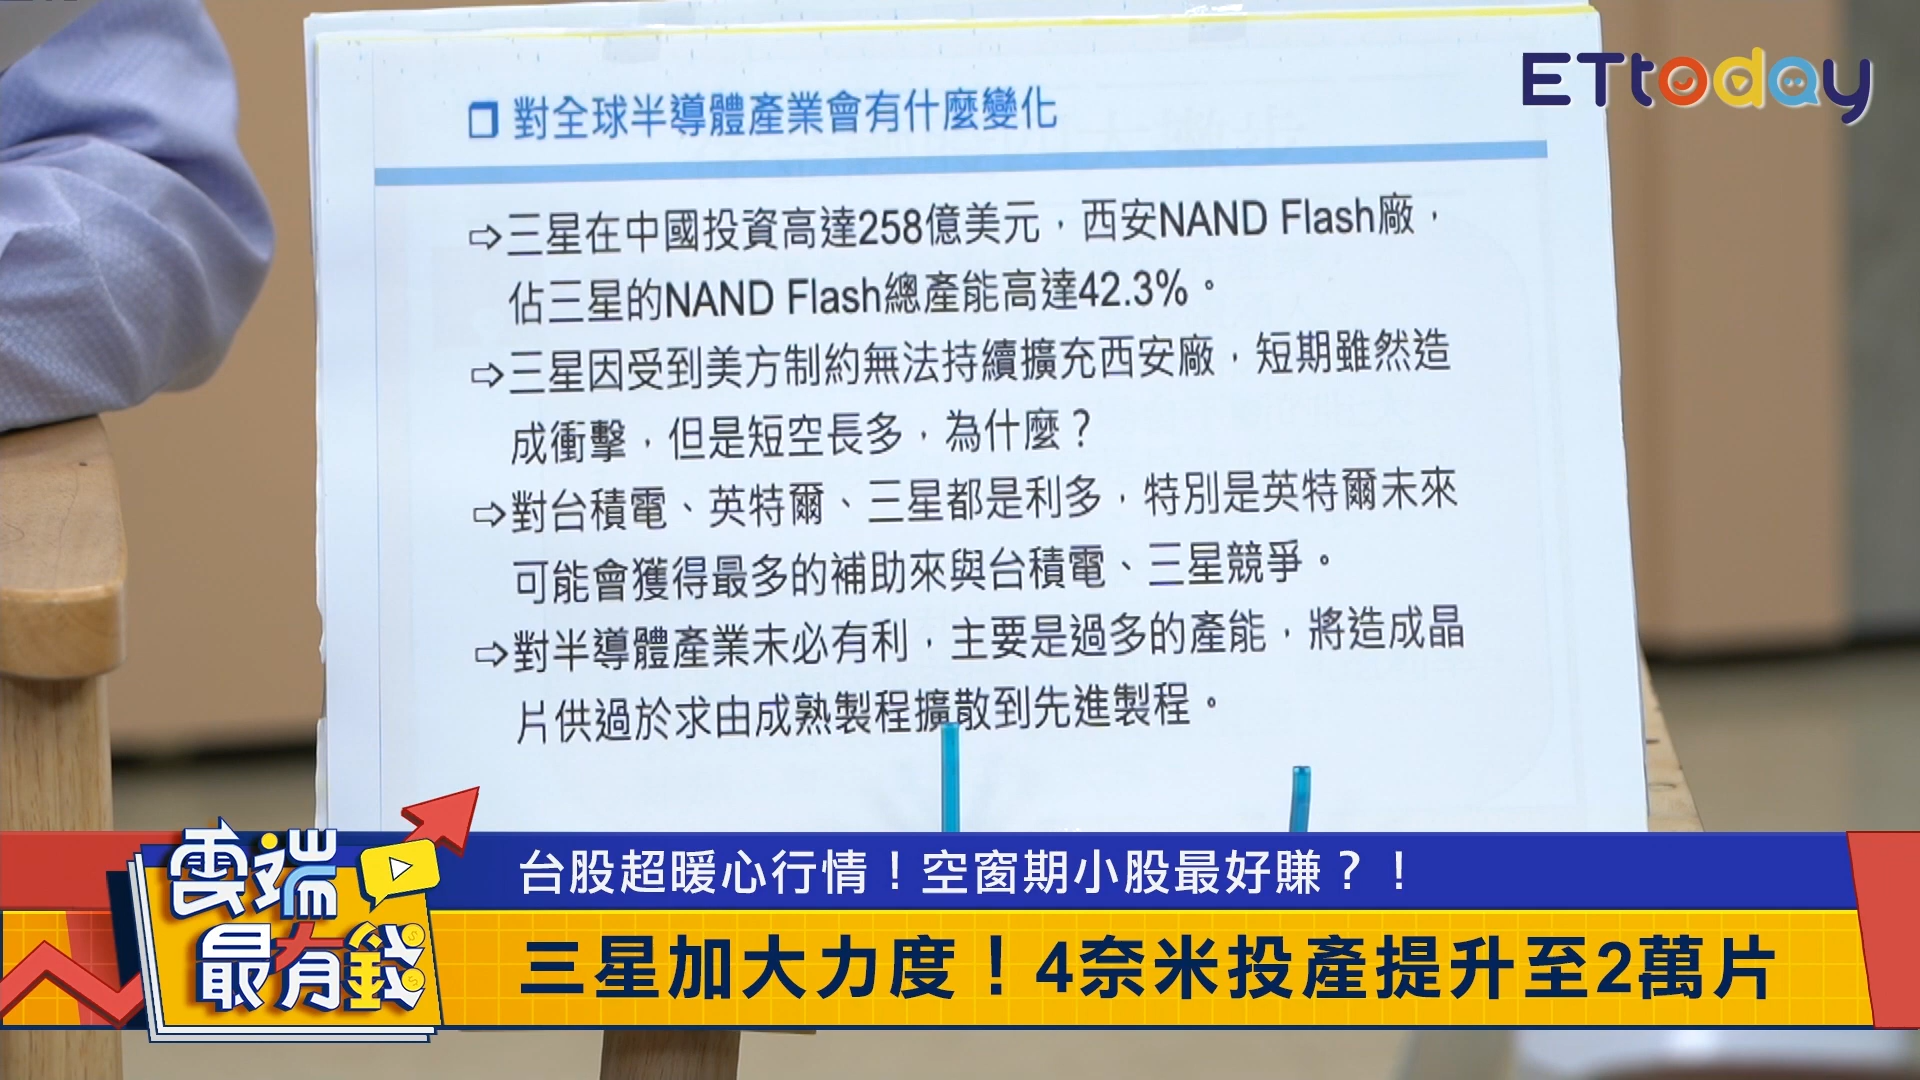 ETtoday
對全球半導體產業會有什麼變化
⇨三星在中國投資高達258億美元，西安NAND Flash廠，
佔三星的NAND Flash總產能高達42.3%。
⇨三星因受到美方制約無法持續擴充西安廠，短期雖然造
成衝擊，但是短空長多，為什麼？
⇨對台積電、英特爾、三星都是利多，特別是英特爾未來
可能會獲得最多的補助來與台積電、三星競爭。
⇨對半導體產業未必有利，主要是過多的產能，將造成晶
片供過於求由成熟製程擴散到先進製程。
雲端
最有錢
台股超暖心行情！空窗期小股最好賺？！
三星加大力度！4奈米投產提升至2萬片